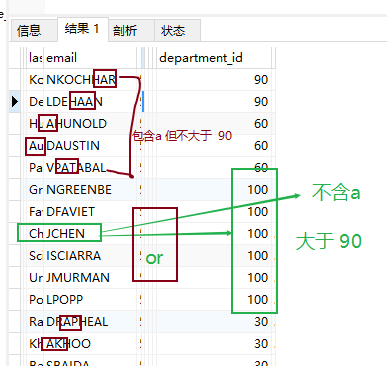 信息 结果 1 剖析 状态
las email department_id
Kc NKOCHHAR 90
De LDEHAAN 90
Hu AHUNOLD 60
Au DAUSTIN 60
Pa VPATABAL 60
Gr NGREENBE 100
Fa DFAVIET 100
Ch JCHEN 100
Sc ISCIARRA 100
Ur JMURMAN 100
Po LPOPP 100
Ra DRAPHEAL 30
Kh AKHOO 30
包含a 但不大于 90
不含a
大于 90
or